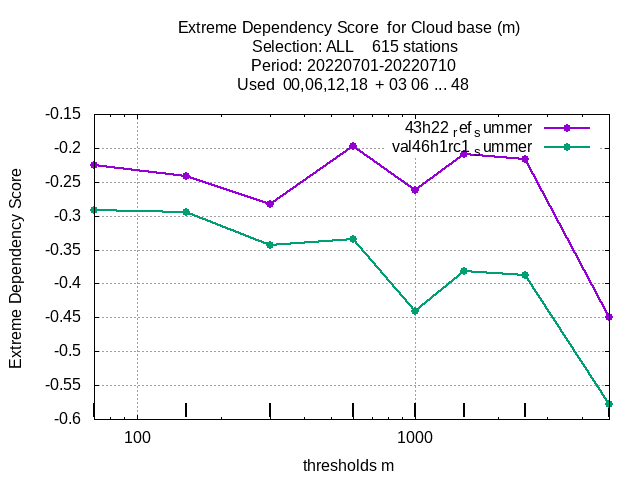 Extreme Dependency Score  for Cloud base (m)
Selection: ALL    615 stations
Period: 20220701-20220710
Used  00,06,12,18  + 03 06 ... 48
-0.15
43h22 ref summer
val46h1rc1 summer
-0.2
-0.25
-0.3
-0.35
-0.4
-0.45
-0.5
-0.55
-0.6
Extreme Dependency Score
100
1000
thresholds m